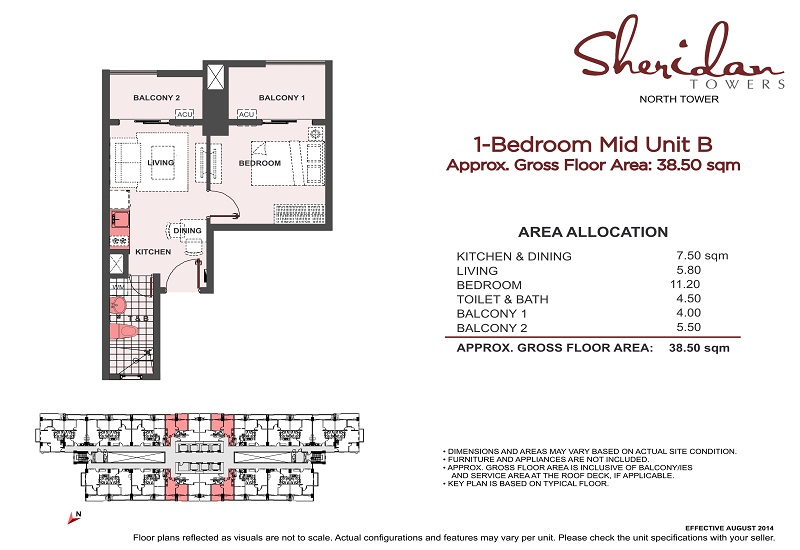 Sheridan
TOWERS
NORTH TOWER
1-Bedroom Mid Unit B
Approx. Gross Floor Area: 38.50 sqm
BALCONY 2
BALCONY 1
ACU
ACU
LIVING
BEDROOM
DINING
KITCHEN
WM
T & B
AREA ALLOCATION
KITCHEN & DINING 7.50 sqm
LIVING 5.80
BEDROOM 11.20
TOILET & BATH 4.50
BALCONY 1 4.00
BALCONY 2 5.50
APPROX. GROSS FLOOR AREA: 38.50 sqm
• DIMENSIONS AND AREAS MAY VARY BASED ON ACTUAL SITE CONDITION.
• FURNITURE AND APPLIANCES ARE NOT INCLUDED.
• APPROX. GROSS FLOOR AREA IS INCLUSIVE OF BALCONY/IES
AND SERVICE AREA AT THE ROOF DECK, IF APPLICABLE.
• KEY PLAN IS BASED ON TYPICAL FLOOR.
N
EFFECTIVE AUGUST 2014
Floor plans reflected as visuals are not to scale. Actual configurations and features may vary per unit. Please check the unit specifications with your seller.